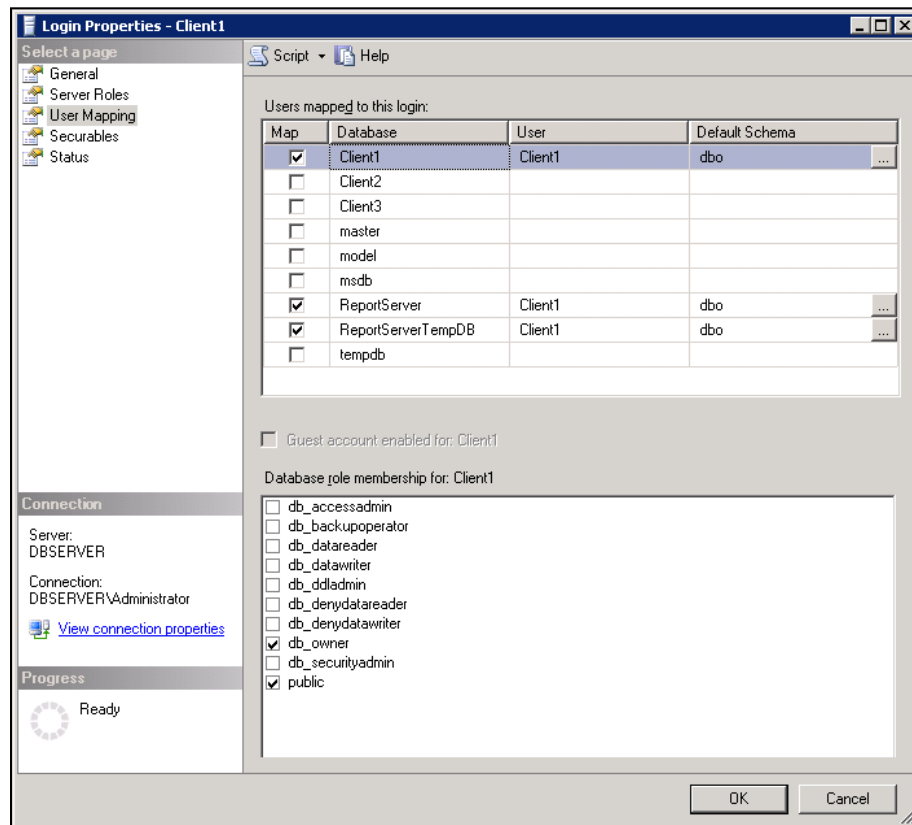 Login Properties - Client1
Select a page
General
Server Roles
User Mapping
Securables
Status
Script Help
Users mapped to this login:
Map Database User Default Schema
Client1 Client1 dbo ...
Client2
Client3
master
model
msdb
ReportServer Client1 dbo ...
ReportServerTempDB Client1 dbo ...
tempdb
Guest account enabled for: Client1
Database role membership for: Client1
db_accessadmin
db_backupoperator
db_datareader
db_datawriter
db_ddladmin
db_denydatareader
db_denydatawriter
db_owner
db_securityadmin
public
Connection
Server:
DBSERVER
Connection:
DBSERVER\Administrator
View connection properties
Progress
Ready
OK Cancel